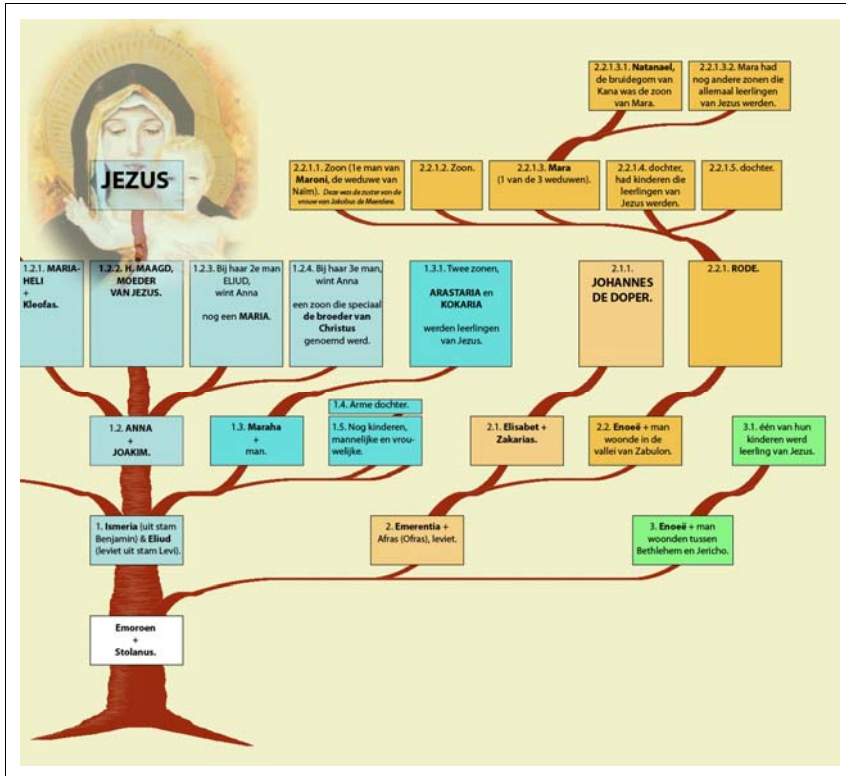 2.2.1.3.1. Natanael,
de bruidegom van
Kana was de zoon
van Mara.
2.2.1.3.2. Mara had
nog andere zonen die
allemaal leerlingen
van Jezus werden.
JEZUS
2.2.1.1. Zoon (1e man van
Maroni, de weduwe van
Naïm). Deze was de zuster van de
vrouw van Jakobus de Meerdere.
2.2.1.2. Zoon.
2.2.1.3. Mara
(1 van de 3 weduwen).
2.2.1.4. dochter,
had kinderen die
leerlingen van
Jezus werden.
2.2.1.5. dochter.
1.2.1. MARIA-
HELI
+
Kleofas.
1.2.2. H. MAAGD,
MOEDER
VAN JEZUS.
1.2.3. Bij haar 2e man
ELIUD,
wint Anna
nog een MARIA.
1.2.4. Bij haar 3e man,
wint Anna
een zoon die speciaal
de broeder van
Christus
genoemd werd.
1.3.1. Twee zonen,
ARASTARIA en
KOKARIA
werden leerlingen
van Jezus.
2.1.1.
JOHANNES
DE DOPER.
2.2.1. RODE.
1.2. ANNA
+
JOAKIM.
1.3. Maraha
+
man.
1.4. Arme dochter.
1.5. Nog kinderen,
mannelijke en vrou-
welijke.
2.1. Elisabet +
Zakarias.
2.2. Enoeë + man
woonde in de
vallei van Zabulon.
3.1. één van hun
kinderen werd
leerling van Jezus.
1. Ismeria (uit stam
Benjamin) & Eliud
(leviet uit stam Levi).
2. Emerentia +
Afras (Ofras), leviet.
3. Enoeë + man
woonden tussen
Bethlehem en Jericho.
Emoroen
+
Stolanus.